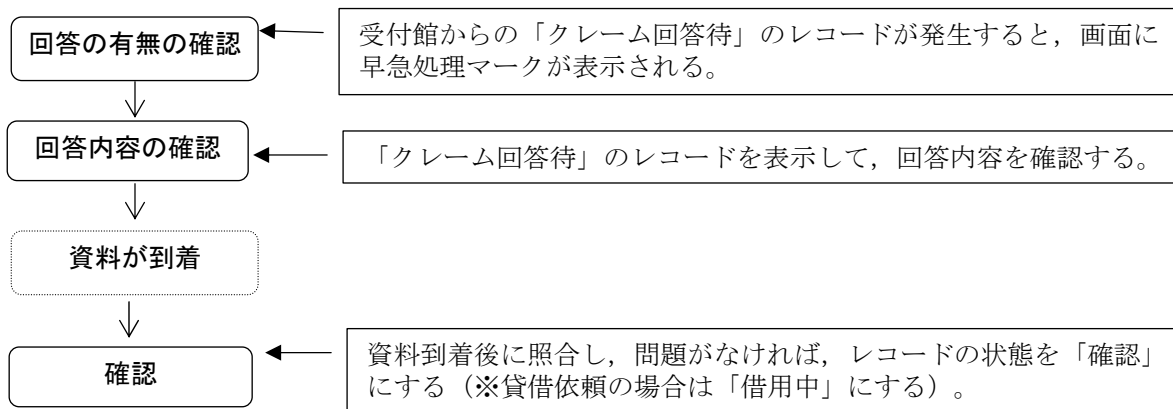 回答の有無の確認
受付館からの「クレーム回答待」のレコードが発生すると，画面に
早急処理マークが表示される。
回答内容の確認
「クレーム回答待」のレコードを表示して，回答内容を確認する。
資料が到着
確認
資料到着後に照合し，問題がなければ，レコードの状態を「確認」
にする（※貸借依頼の場合は「借用中」にする）。